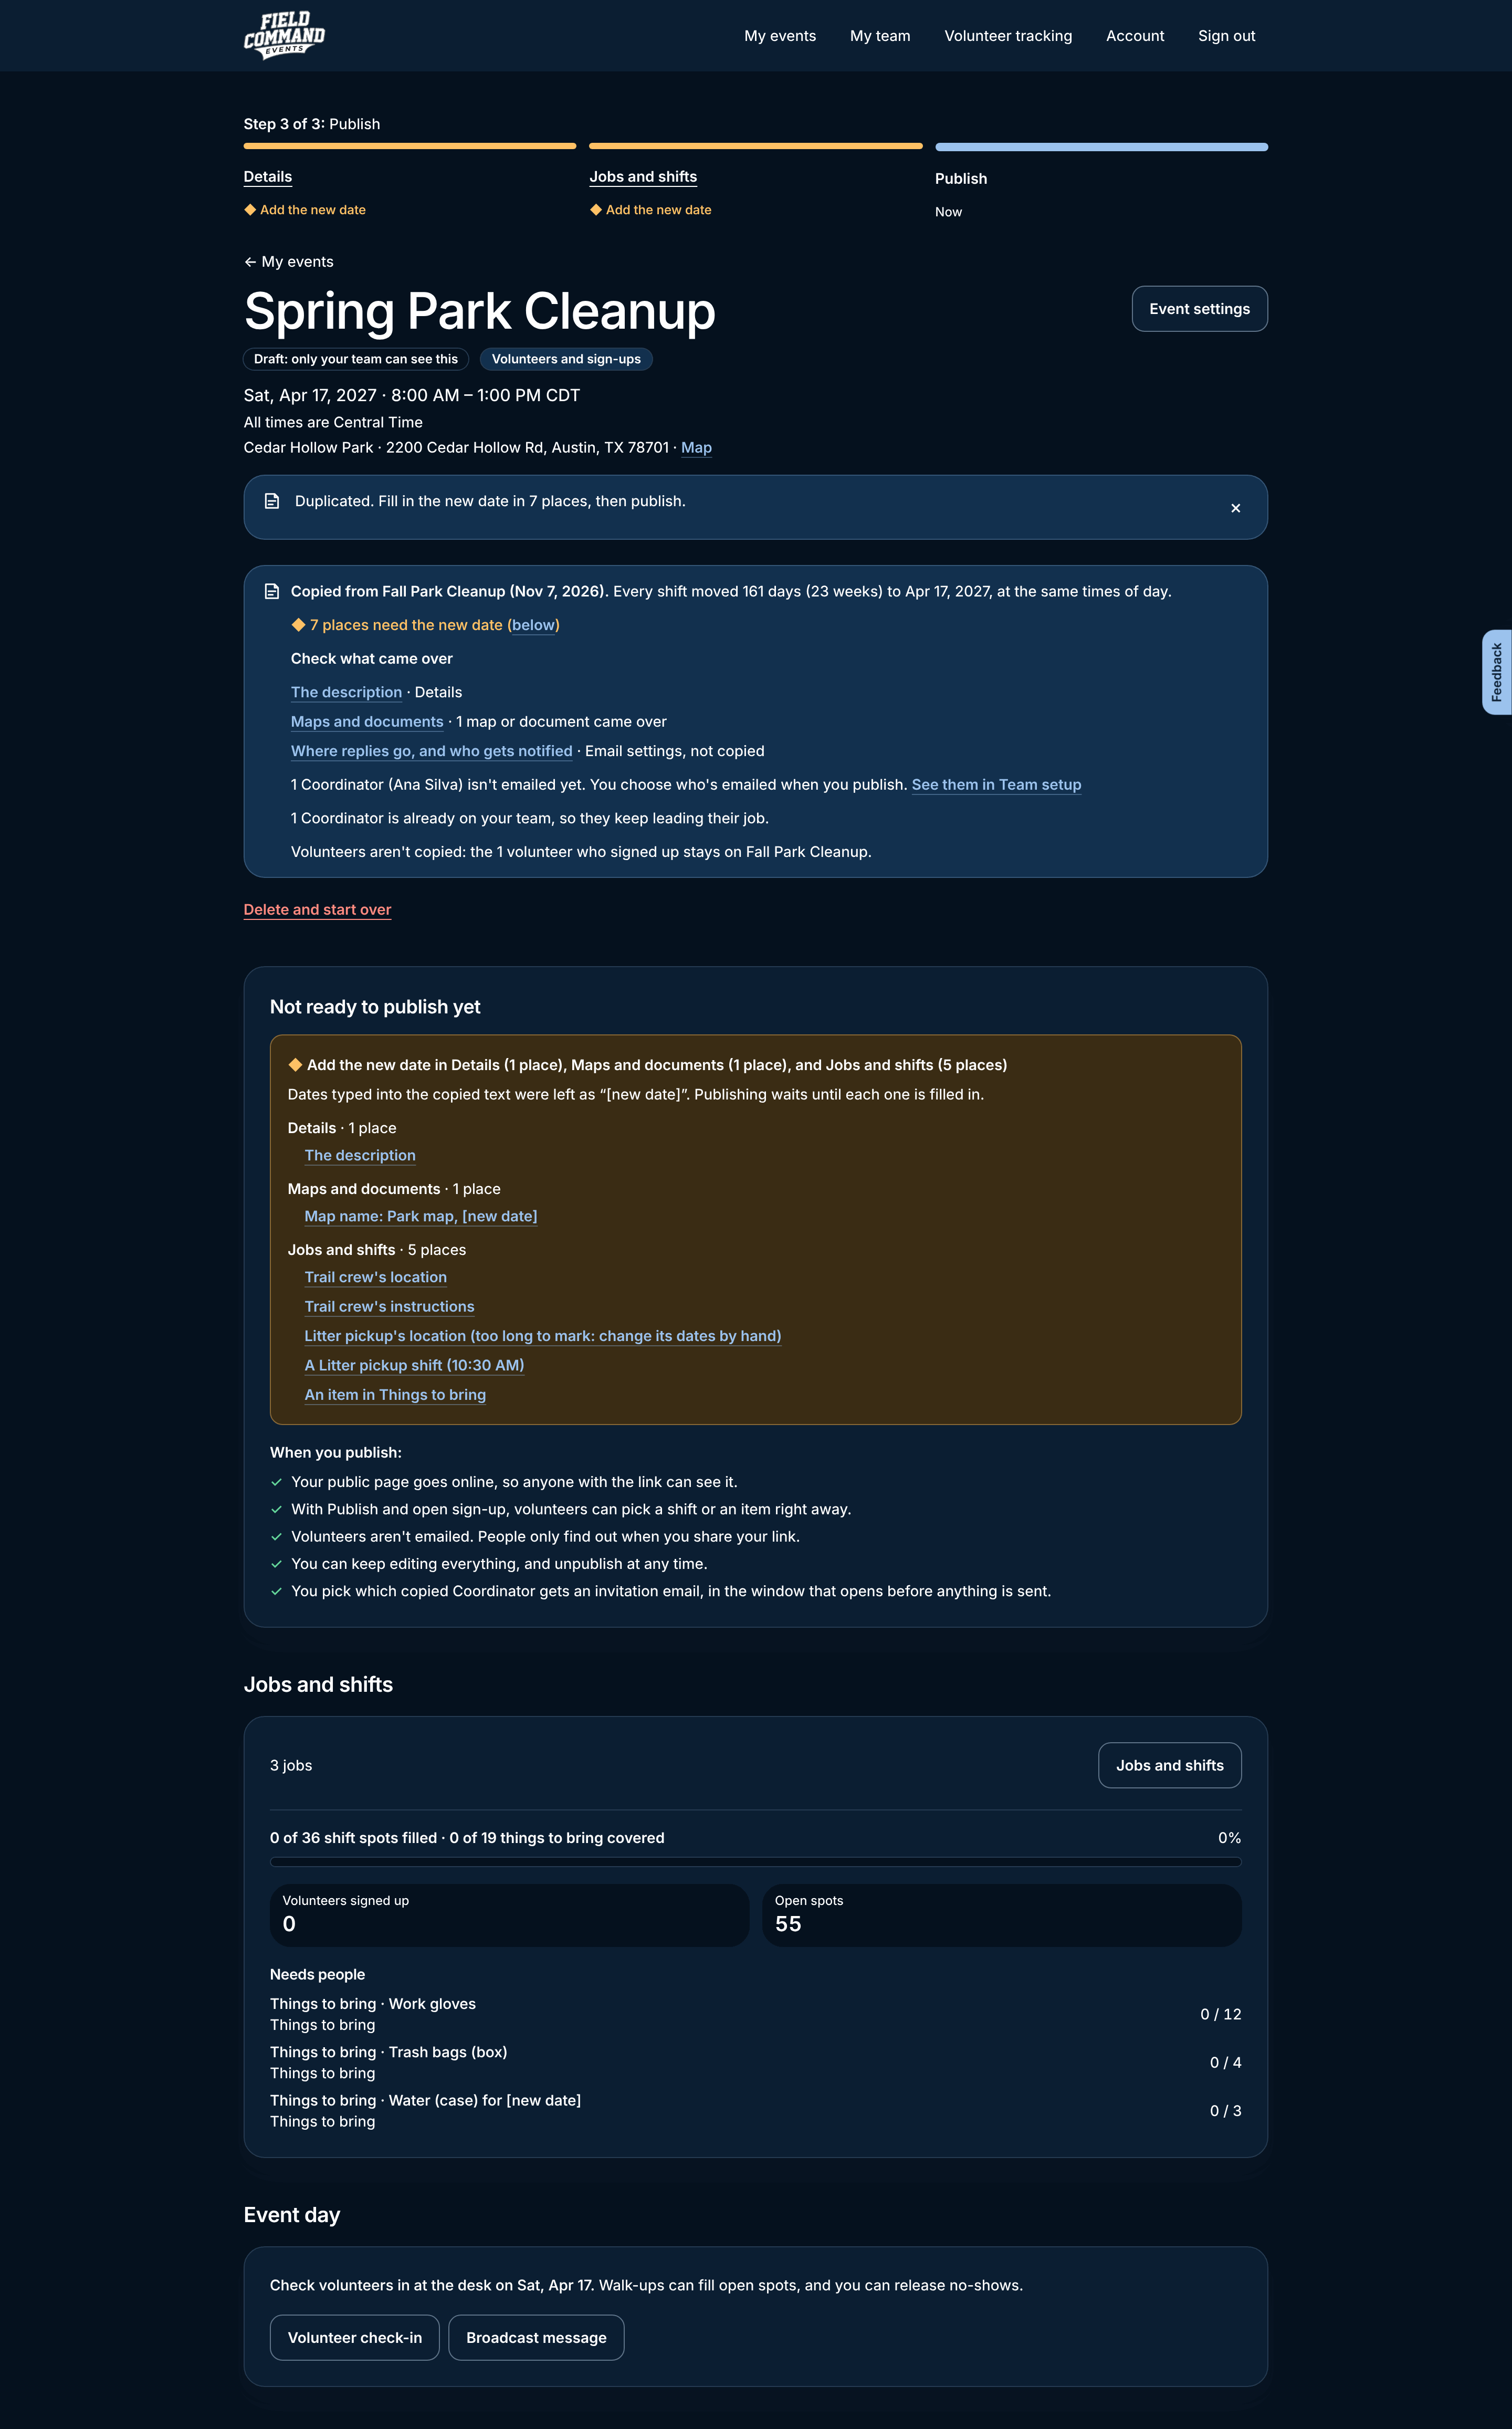 FIELD
COMMAND
EVENTS
My events
My team
Volunteer tracking
Account
Sign out
Step 3 of 3: Publish
Details
◆ Add the new date
Jobs and shifts
◆ Add the new date
Publish
Now
← My events
Spring Park Cleanup
Event settings
Draft: only your team can see this
Volunteers and sign-ups
Sat, Apr 17, 2027 · 8:00 AM – 1:00 PM CDT
All times are Central Time
Cedar Hollow Park · 2200 Cedar Hollow Rd, Austin, TX 78701 · Map
Duplicated. Fill in the new date in 7 places, then publish.
×
Copied from Fall Park Cleanup (Nov 7, 2026). Every shift moved 161 days (23 weeks) to Apr 17, 2027, at the same times of day.
◆ 7 places need the new date (below)
Check what came over
The description · Details
Maps and documents · 1 map or document came over
Where replies go, and who gets notified · Email settings, not copied
1 Coordinator (Ana Silva) isn't emailed yet. You choose who's emailed when you publish. See them in Team setup
1 Coordinator is already on your team, so they keep leading their job.
Volunteers aren't copied: the 1 volunteer who signed up stays on Fall Park Cleanup.
Feedback
Delete and start over
Not ready to publish yet
◆ Add the new date in Details (1 place), Maps and documents (1 place), and Jobs and shifts (5 places)
Dates typed into the copied text were left as “[new date]”. Publishing waits until each one is filled in.
Details · 1 place
The description
Maps and documents · 1 place
Map name: Park map, [new date]
Jobs and shifts · 5 places
Trail crew's location
Trail crew's instructions
Litter pickup's location (too long to mark: change its dates by hand)
A Litter pickup shift (10:30 AM)
An item in Things to bring
When you publish:
✓ Your public page goes online, so anyone with the link can see it.
✓ With Publish and open sign-up, volunteers can pick a shift or an item right away.
✓ Volunteers aren't emailed. People only find out when you share your link.
✓ You can keep editing everything, and unpublish at any time.
✓ You pick which copied Coordinator gets an invitation email, in the window that opens before anything is sent.
Jobs and shifts
3 jobs
Jobs and shifts
0 of 36 shift spots filled · 0 of 19 things to bring covered
0%
Volunteers signed up
0
Open spots
55
Needs people
Things to bring · Work gloves
Things to bring
0 / 12
Things to bring · Trash bags (box)
Things to bring
0 / 4
Things to bring · Water (case) for [new date]
Things to bring
0 / 3
Event day
Check volunteers in at the desk on Sat, Apr 17. Walk-ups can fill open spots, and you can release no-shows.
Volunteer check-in
Broadcast message